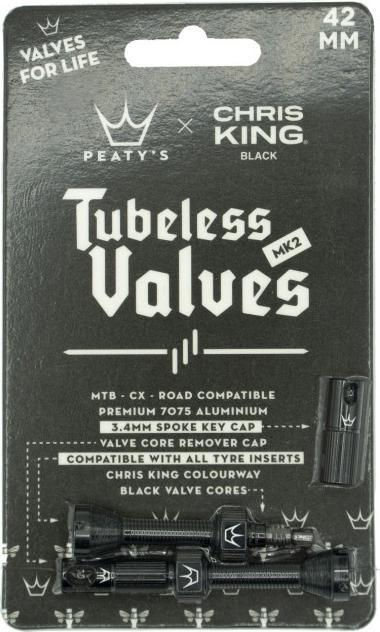 VALVES
FOR LIFE
42
MM
PEATY'S
×
CHRIS
KING®
BLACK
Tubeless
MK2
Valves
MTB - CX - ROAD COMPATIBLE
PREMIUM 7075 ALUMINIUM
3.4MM SPOKE KEY CAP
VALVE CORE REMOVER CAP
COMPATIBLE WITH ALL TYRE INSERTS
CHRIS KING COLOURWAY
BLACK VALVE CORES